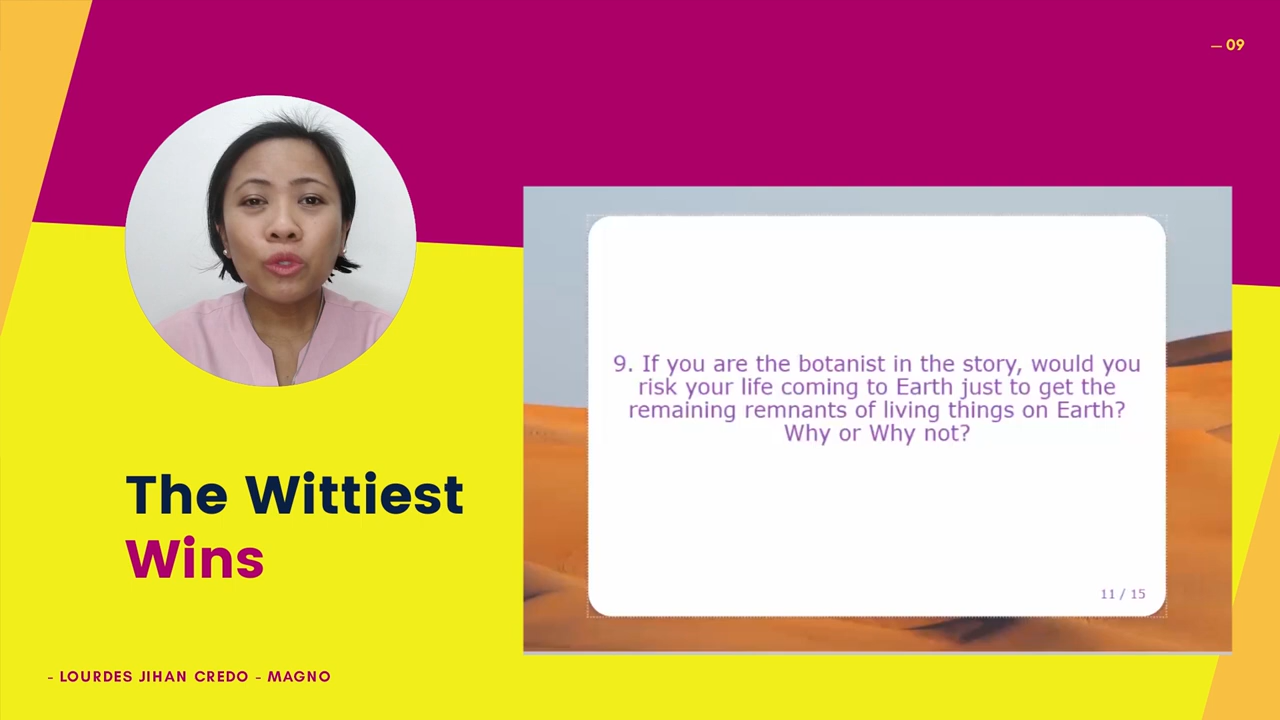 — 09
9. If you are the botanist in the story, would you
risk your life coming to Earth just to get the
remaining remnants of living things on Earth?
Why or Why not?
11 / 15
The Wittiest
Wins
- LOURDES JIHAN CREDO - MAGNO